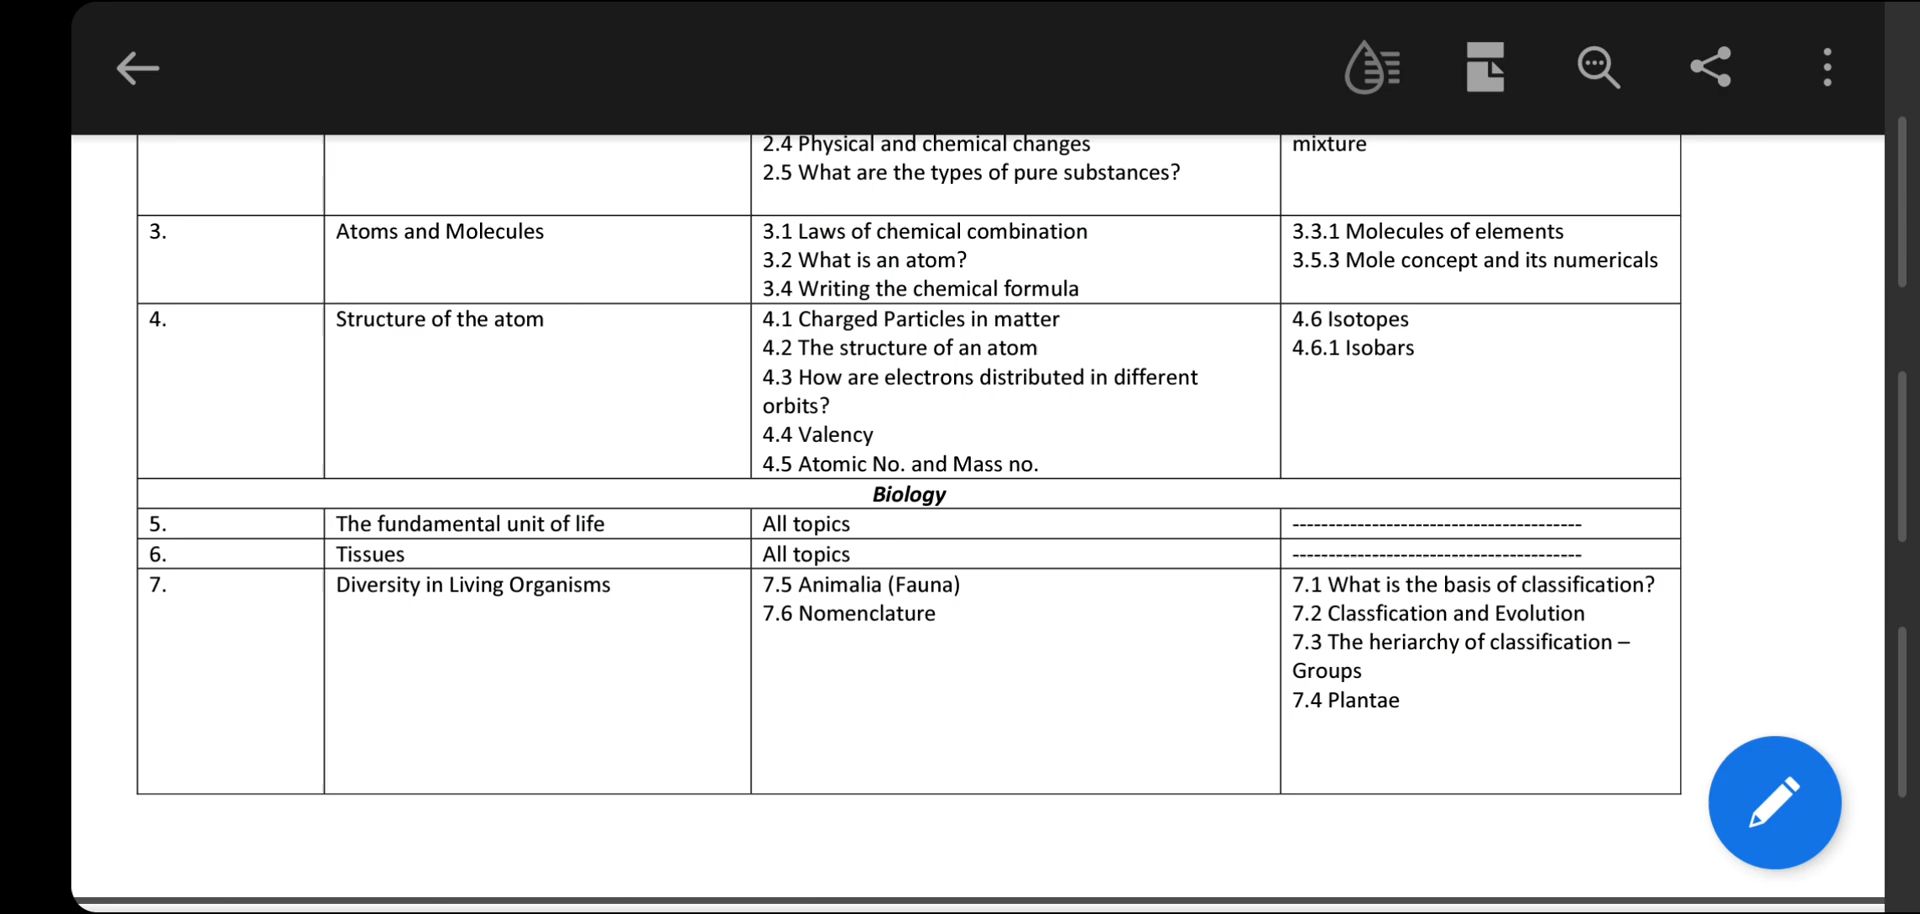 2.4 Physical and chemical changes
2.5 What are the types of pure substances?
mixture
3.
Atoms and Molecules
3.1 Laws of chemical combination
3.2 What is an atom?
3.4 Writing the chemical formula
3.3.1 Molecules of elements
3.5.3 Mole concept and its numericals
4.
Structure of the atom
4.1 Charged Particles in matter
4.2 The structure of an atom
4.3 How are electrons distributed in different
orbits?
4.4 Valency
4.5 Atomic No. and Mass no.
4.6 Isotopes
4.6.1 Isobars
Biology
5.
The fundamental unit of life
All topics
----------------------------------------
6.
Tissues
All topics
----------------------------------------
7.
Diversity in Living Organisms
7.5 Animalia (Fauna)
7.6 Nomenclature
7.1 What is the basis of classification?
7.2 Classfication and Evolution
7.3 The heriarchy of classification –
Groups
7.4 Plantae